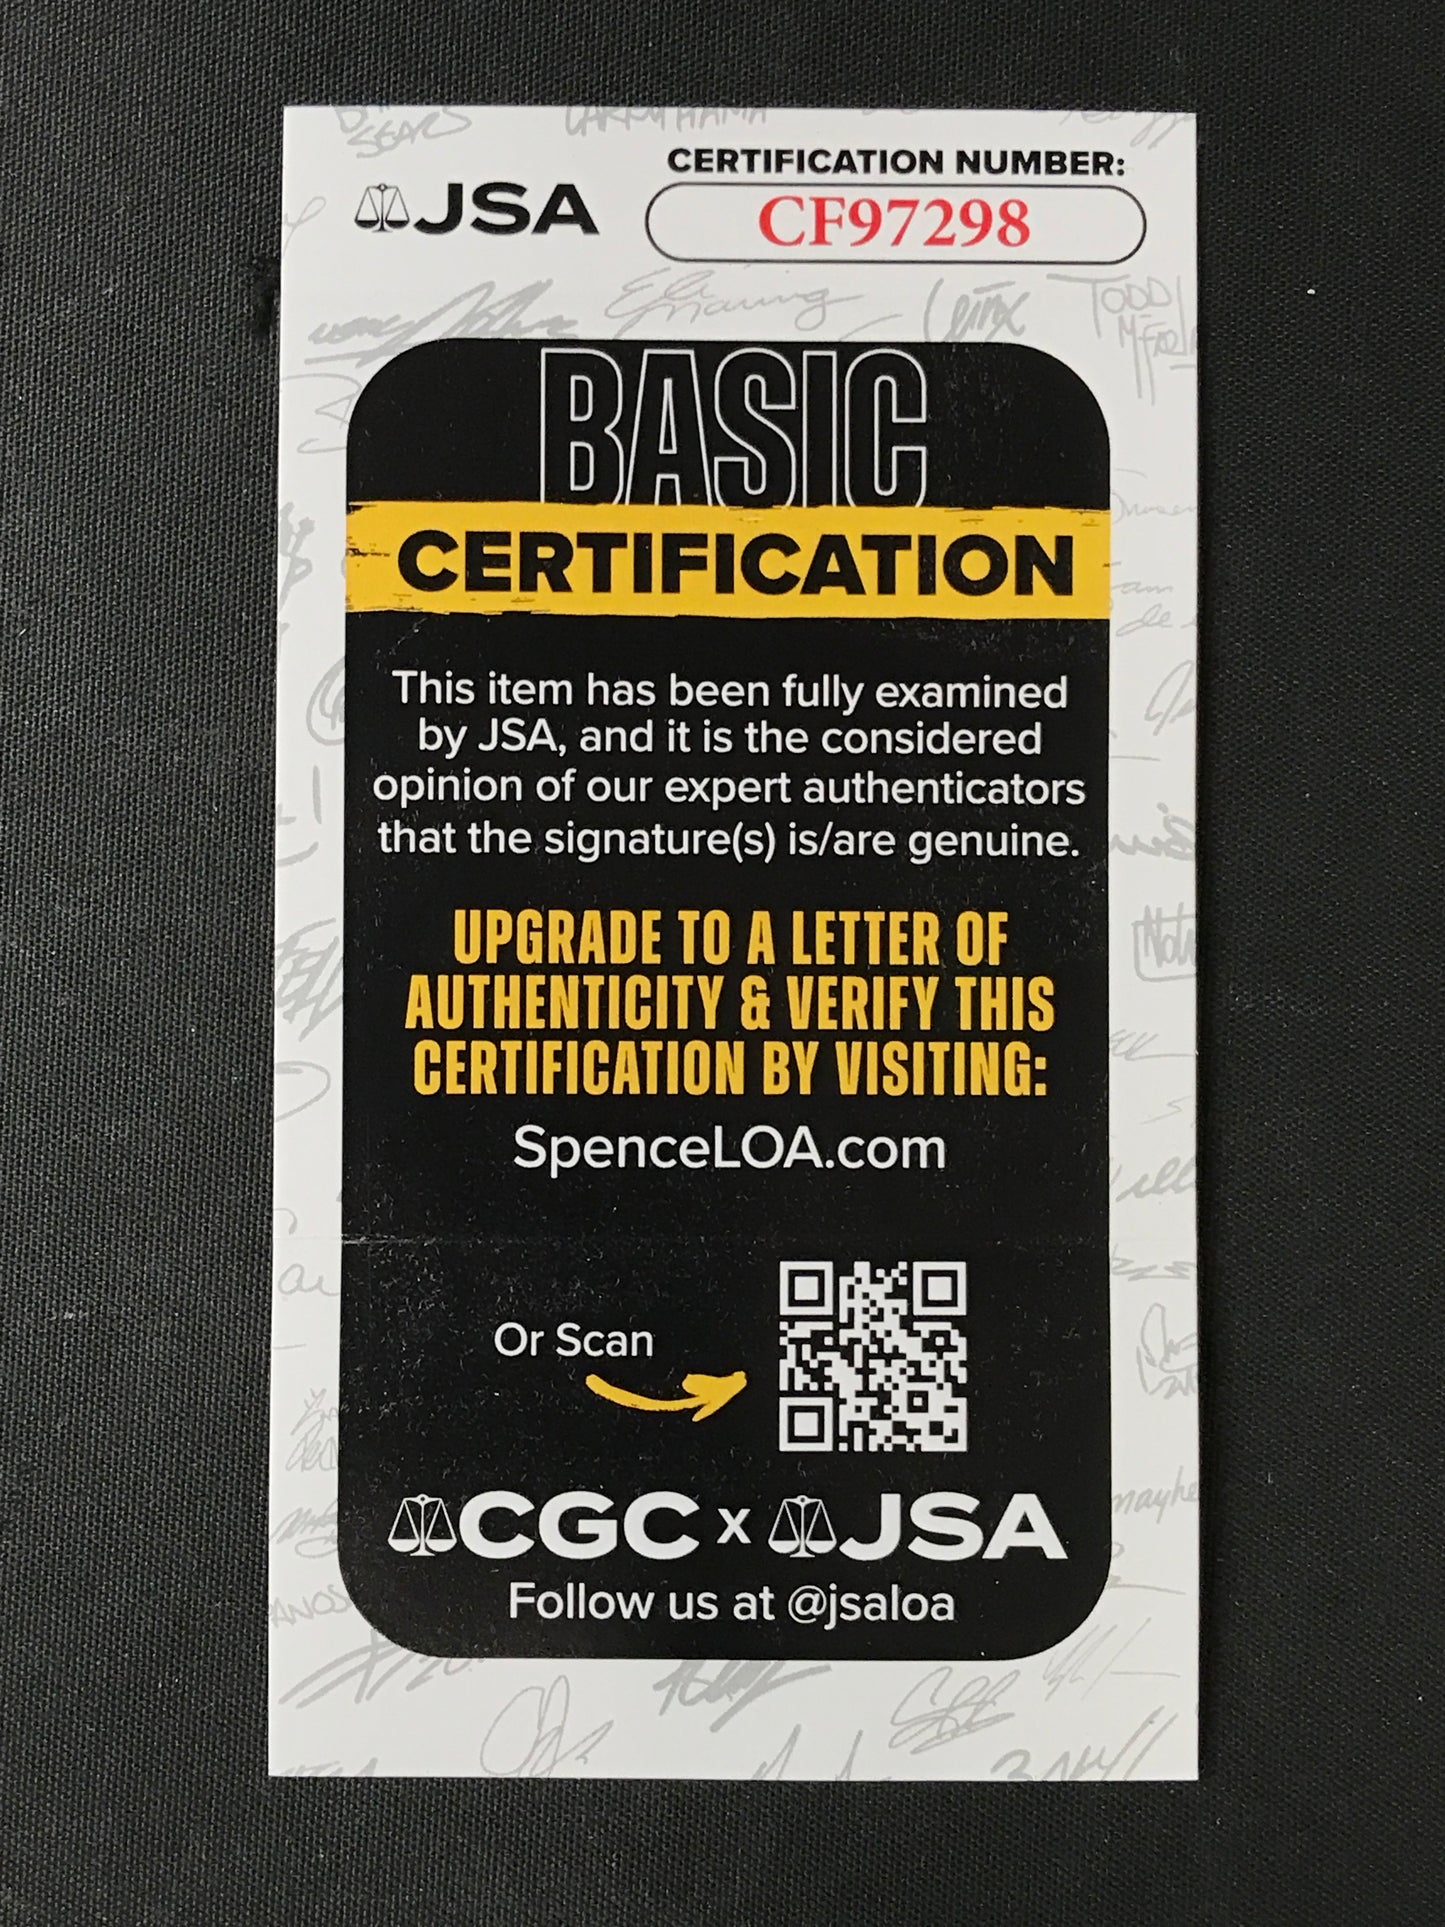 CERTIFICATION NUMBER:
JSA
CF97298
BASIC
CERTIFICATION
This item has been fully examined
by JSA, and it is the considered
opinion of our expert authenticators
that the signature(s) is/are genuine.
UPGRADE TO A LETTER OF
AUTHENTICITY & VERIFY THIS
CERTIFICATION BY VISITING:
SpenceLOA.com
Or Scan
CGC x JSA
Follow us at @jsaloa